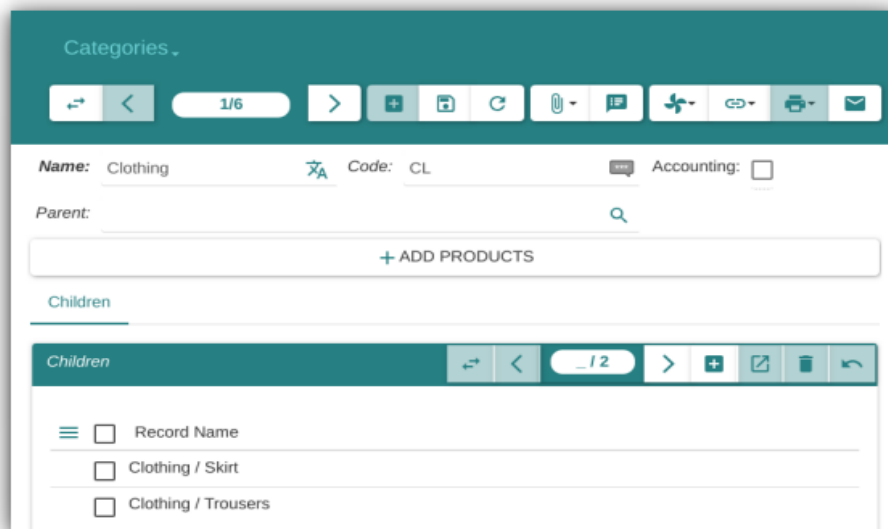 Categories
1/6
Name: Clothing Code: CL Accounting:
Parent:
+ ADD PRODUCTS
Children
Children _ / 2
Record Name
Clothing / Skirt
Clothing / Trousers